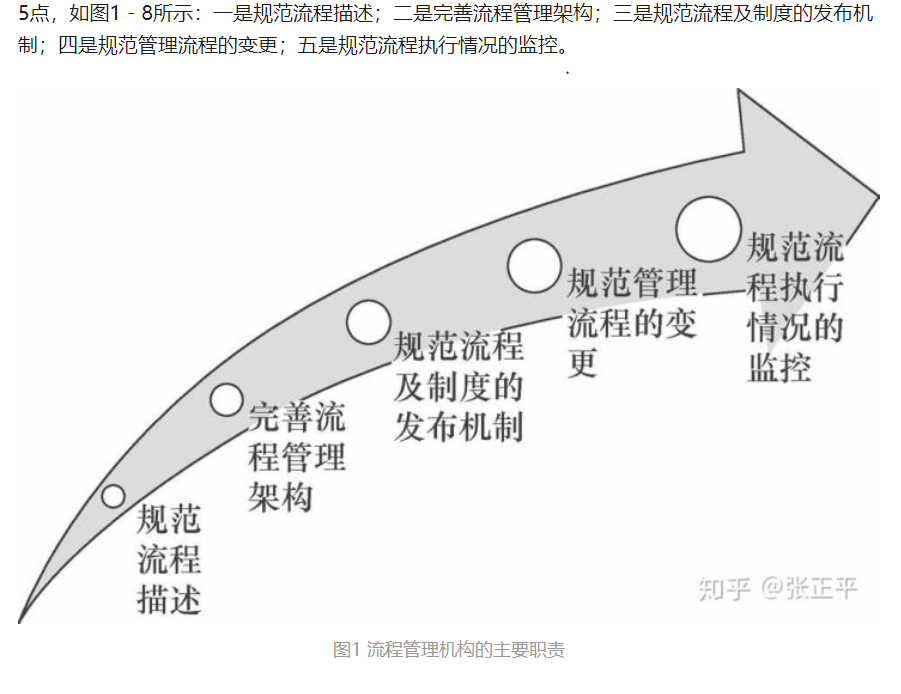 5点，如图1－8所示：一是规范流程描述；二是完善流程管理架构；三是规范流程及制度的发布机
制；四是规范管理流程的变更；五是规范流程执行情况的监控。
规范流
程执行
情况的
监控
规范管理
流程的变
更
规范流程
及制度的
发布机制
完善流
程管理
架构
规范
流程
描述
知乎 @张正平
图1 流程管理机构的主要职责